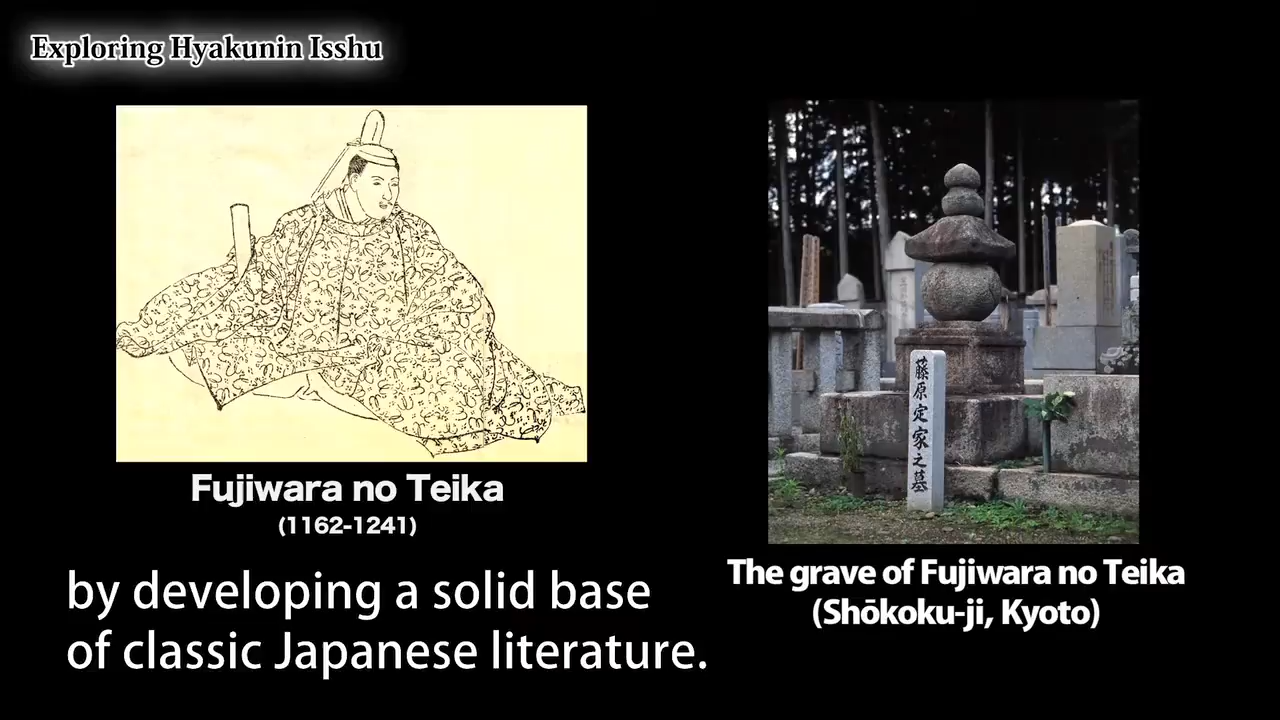 Exploring Hyakunin Isshu
Fujiwara no Teika
(1162-1241)
by developing a solid base
of classic Japanese literature.
藤原定家之墓
The grave of Fujiwara no Teika
(Shōkoku-ji, Kyoto)